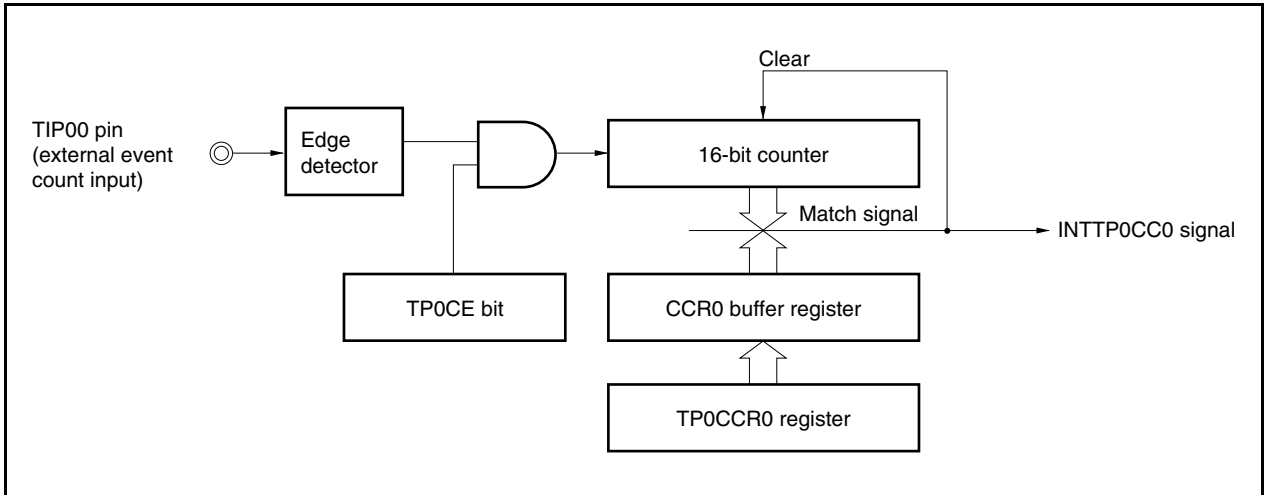 Clear
TIP00 pin
(external event
count input)
Edge
detector
16-bit counter
Match signal
INTTP0CC0 signal
TP0CE bit
CCR0 buffer register
TP0CCR0 register